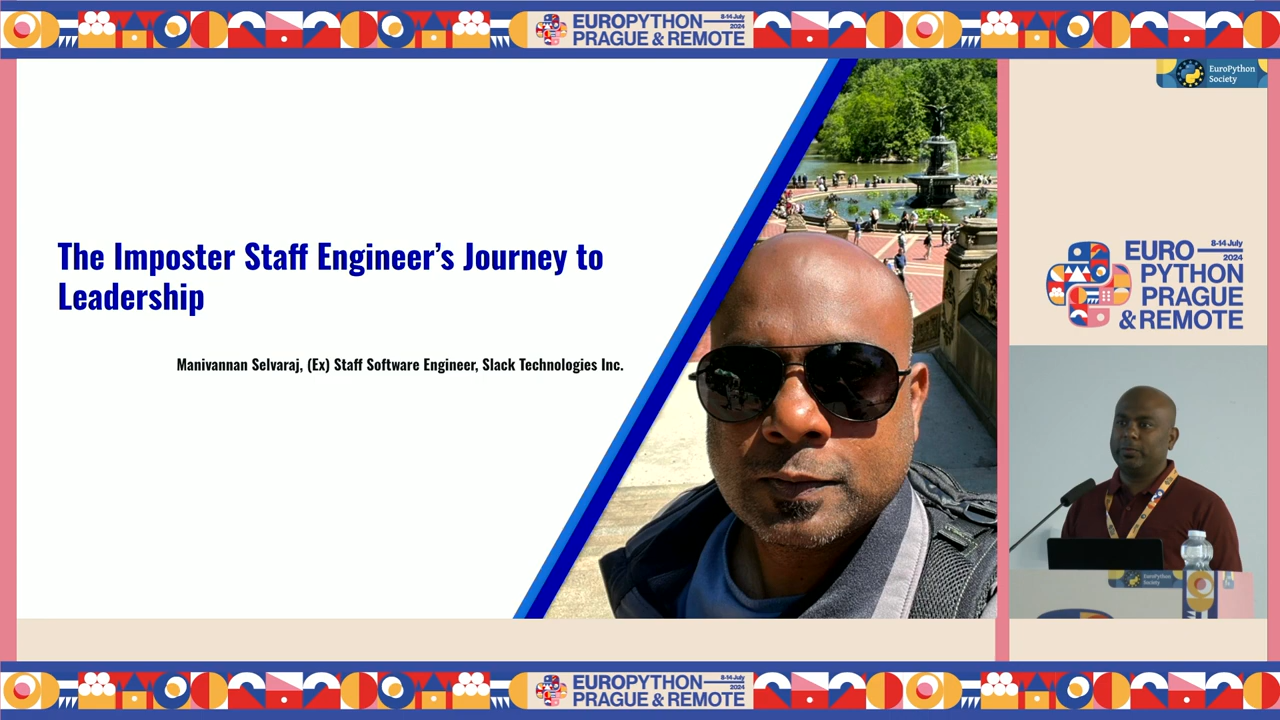 EUROPYTHON 8-14 July
2024
PRAGUE & REMOTE
EuroPython
Society
The Imposter Staff Engineer’s Journey to
Leadership
Manivannan Selvaraj, (Ex) Staff Software Engineer, Slack Technologies Inc.
EURO 8-14 July
2024
PYTHON
PRAGUE
& REMOTE
EuroPython
Society
EUROPYTHON 8-14 July
2024
PRAGUE & REMOTE